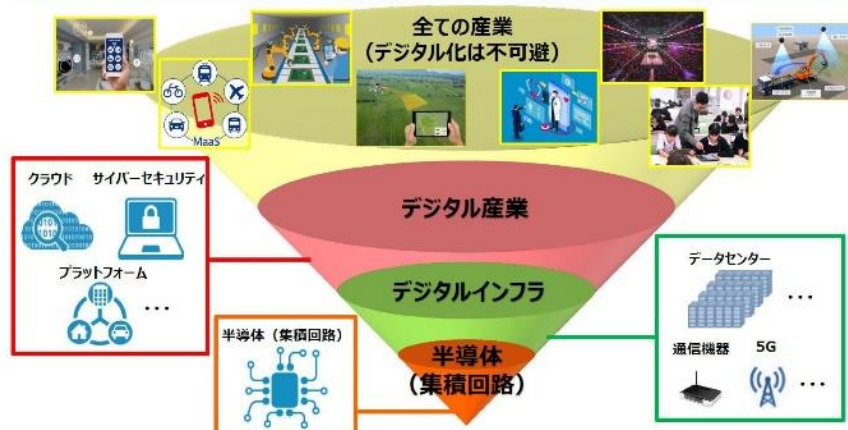 全ての産業
（デジタル化は不可避）
MaaS
クラウド サイバーセキュリティ
プラットフォーム
…
デジタル産業
デジタルインフラ
半導体
（集積回路）
半導体（集積回路）
データセンター
…
通信機器 5G
…